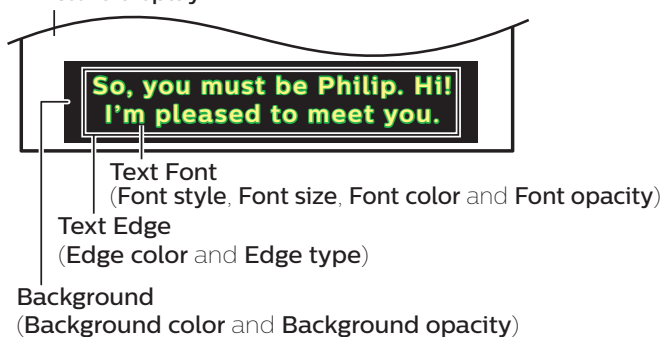 So, you must be Philip. Hi!
I'm pleased to meet you.
Text Font
(Font style, Font size, Font color and Font opacity)
Text Edge
(Edge color and Edge type)
Background
(Background color and Background opacity)